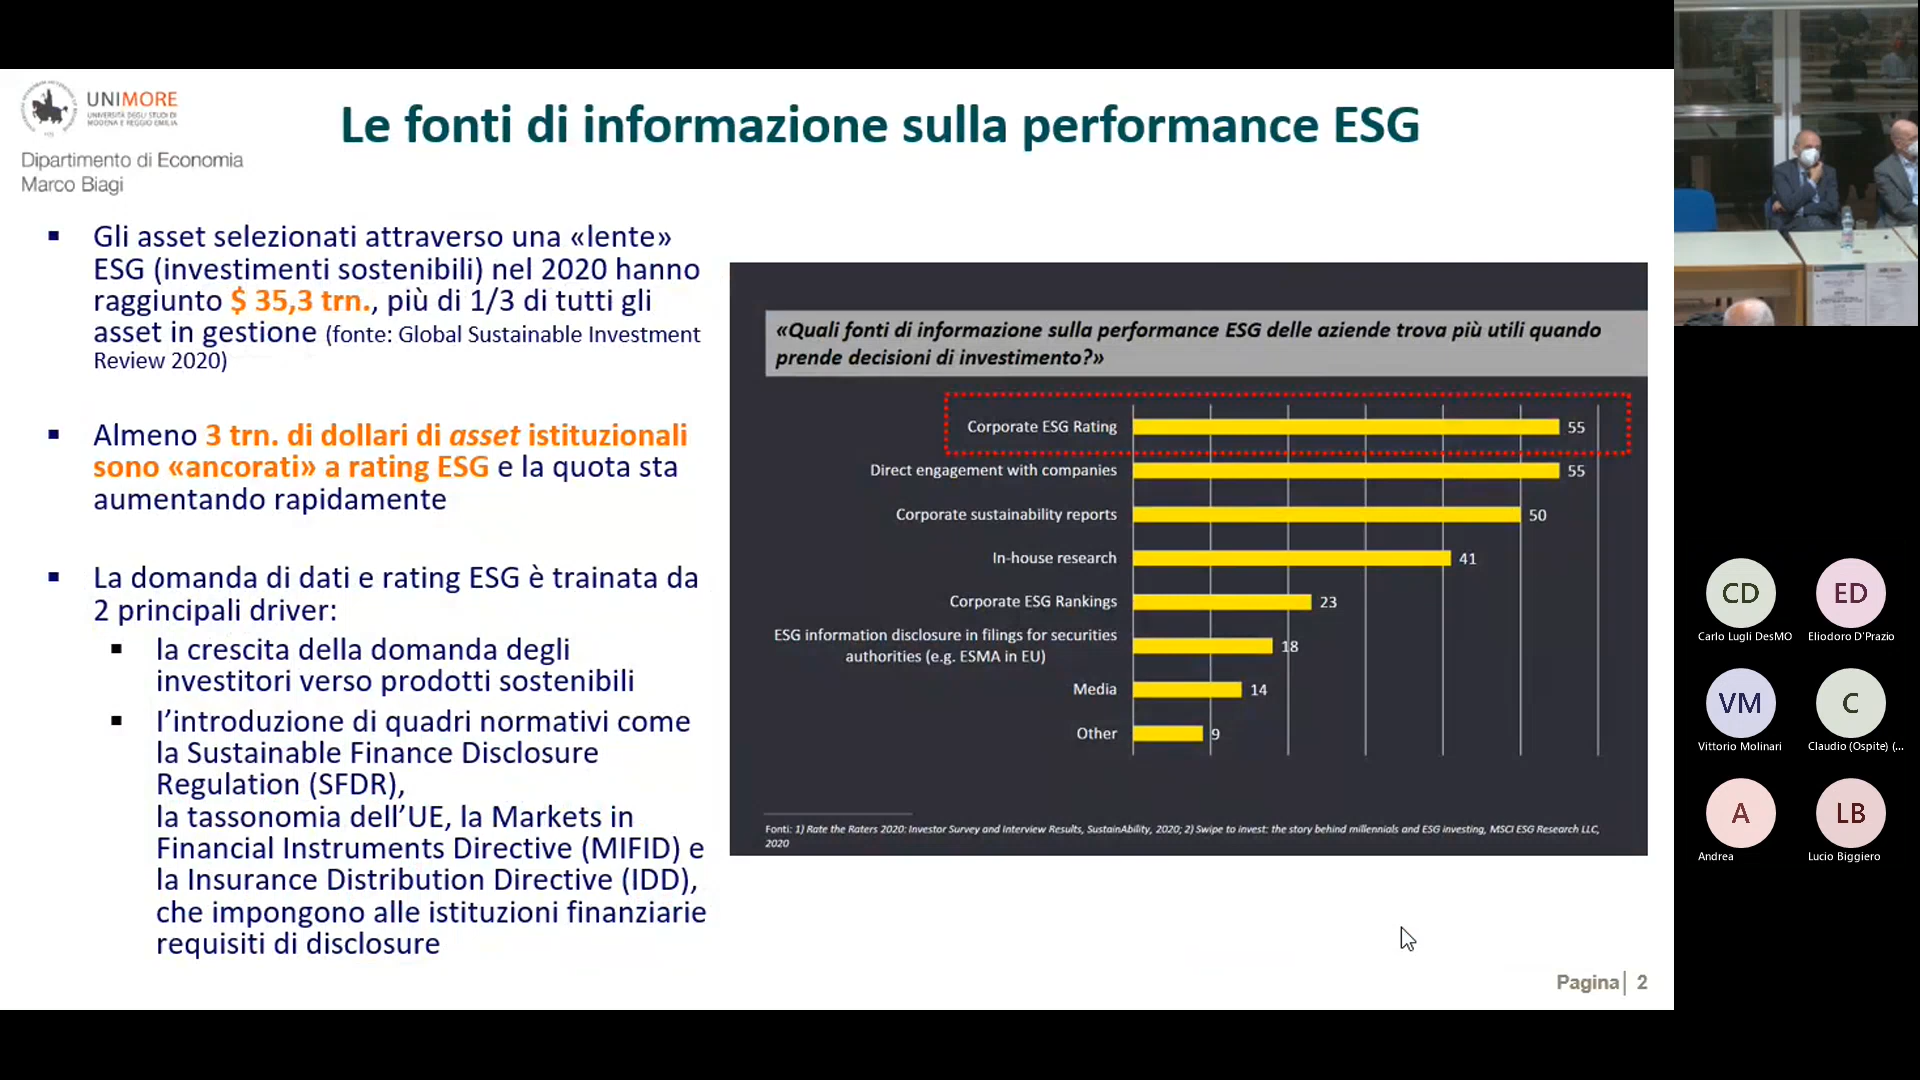 UNIMORE
UNIVERSITÀ DEGLI STUDI DI
MODENA E REGGIO EMILIA
Dipartimento di Economia
Marco Biagi
Le fonti di informazione sulla performance ESG
Gli asset selezionati attraverso una «lente»
ESG (investimenti sostenibili) nel 2020 hanno
raggiunto $ 35,3 trn., più di 1/3 di tutti gli
asset in gestione (fonte: Global Sustainable Investment
Review 2020)
Almeno 3 trn. di dollari di asset istituzionali
sono «ancorati» a rating ESG e la quota sta
aumentando rapidamente
La domanda di dati e rating ESG è trainata da
2 principali driver:
la crescita della domanda degli
investitori verso prodotti sostenibili
l’introduzione di quadri normativi come
la Sustainable Finance Disclosure
Regulation (SFDR),
la tassonomia dell’UE, la Markets in
Financial Instruments Directive (MIFID) e
la Insurance Distribution Directive (IDD),
che impongono alle istituzioni finanziarie
requisiti di disclosure
«Quali fonti di informazione sulla performance ESG delle aziende trova più utili quando
prende decisioni di investimento?»
Corporate ESG Rating 55
Direct engagement with companies 55
Corporate sustainability reports 50
In-house research 41
Corporate ESG Rankings 23
ESG information disclosure in filings for securities
authorities (e.g. ESMA in EU) 18
Media 14
Other 9
Fonti: 1) Rate the Raters 2020: Investor Survey and Interview Results, SustainAbility, 2020; 2) Swipe to invest: the story behind millennials and ESG investing, MSCI ESG Research LLC,
2020
Pagina| 2
CD
Carlo Lugli DesMO
ED
Eliodoro D'Prazio
VM
Vittorio Molinari
C
Claudio (Ospite) (...
A
Andrea
LB
Lucio Biggiero